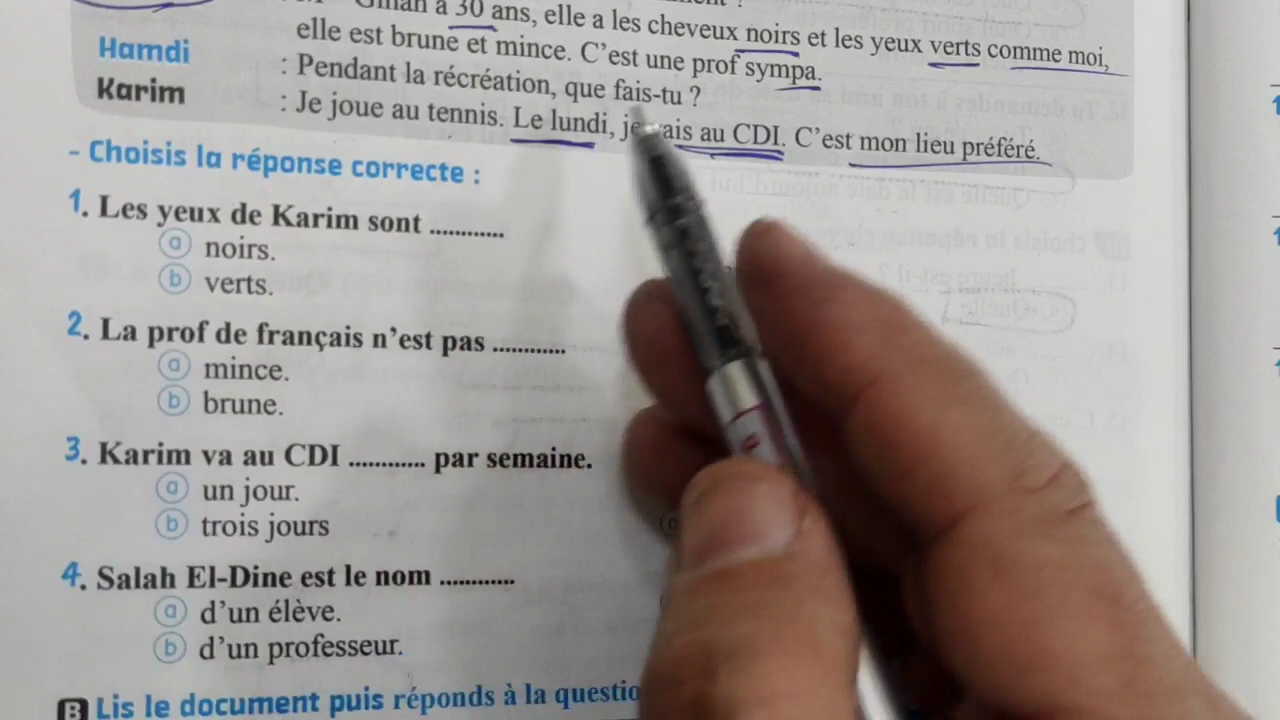 a 30 ans, elle a les cheveux noirs et les yeux verts comme moi,
elle est brune et mince. C'est une prof sympa.
Hamdi : Pendant la récréation, que fais-tu ?
Karim : Je joue au tennis. Le lundi, je vais au CDI. C'est mon lieu préféré.
- Choisis la réponse correcte :
1. Les yeux de Karim sont ............
a noirs.
b verts.
2. La prof de français n'est pas ............
a mince.
b brune.
3. Karim va au CDI ............ par semaine.
a un jour.
b trois jours
4. Salah El-Dine est le nom ............
a d'un élève.
b d'un professeur.
B Lis le document puis réponds à la questio